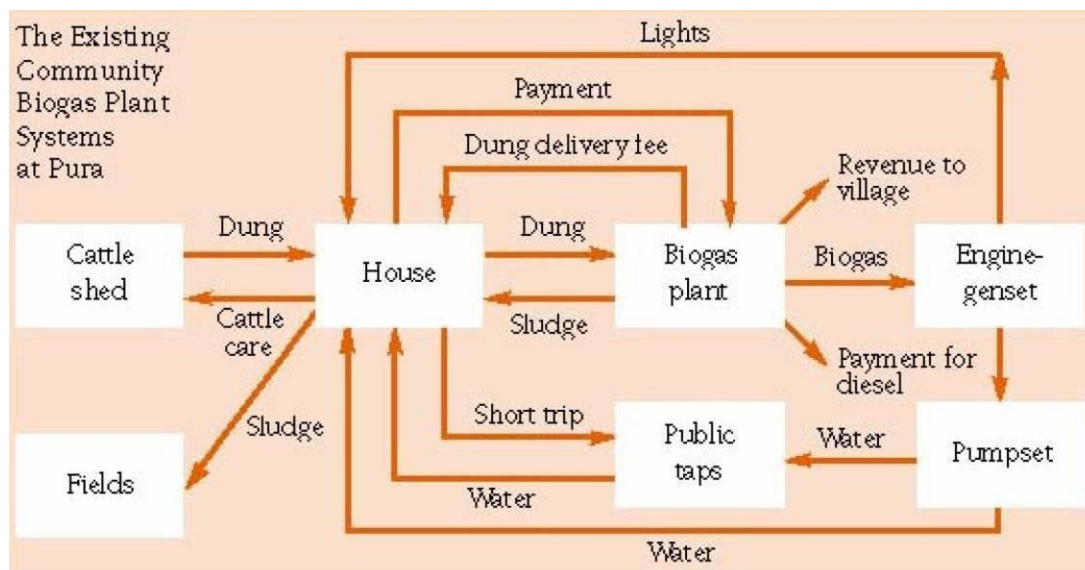 The Existing
Community
Biogas Plant
Systems
at Pura
Lights
Payment
Dung delivery fee
Revenue to
village
Dung
Dung
Biogas
Cattle
shed
House
Biogas
plant
Engine-
genset
Cattle
care
Sludge
Payment for
diesel
Sludge
Short trip
Public
taps
Water
Pumpset
Fields
Water
Water